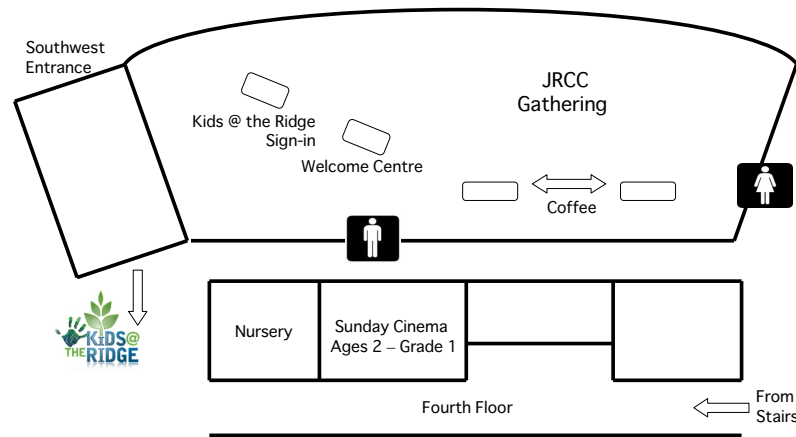 Southwest
Entrance
JRCC
Gathering
Kids @ the Ridge
Sign-in
Welcome Centre
Coffee
KiDS@
THE RIDGE
Nursery
Sunday Cinema
Ages 2 – Grade 1
Fourth Floor
From
Stairs